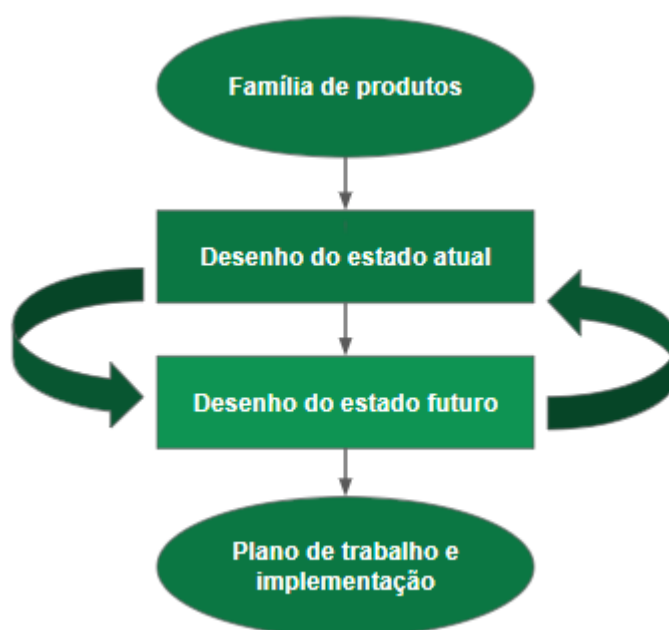 Família de produtos
Desenho do estado atual
Desenho do estado futuro
Plano de trabalho e
implementação